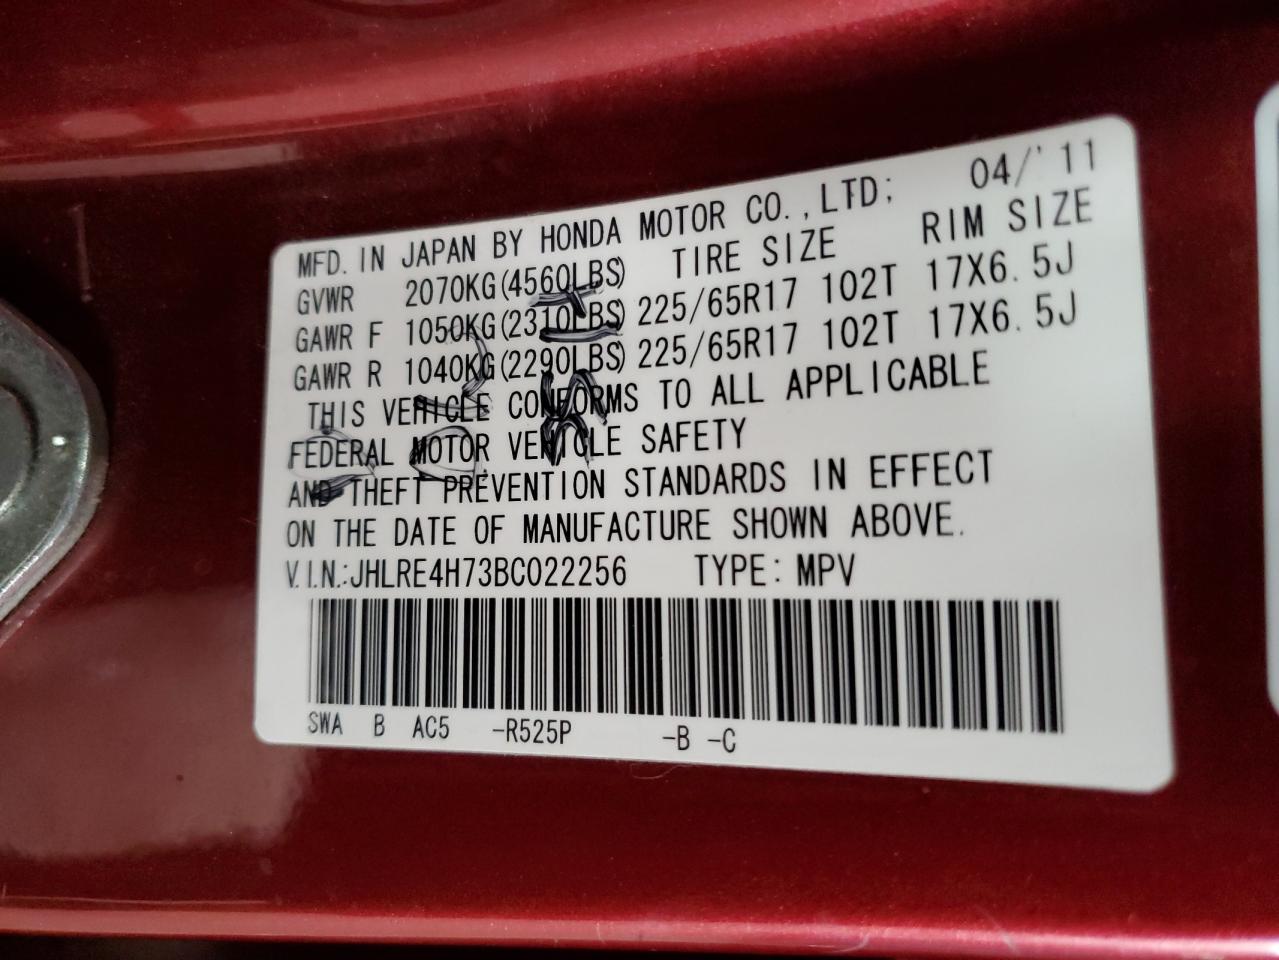 MFD. IN JAPAN BY HONDA MOTOR CO., LTD; 04/'11
GVWR 2070KG(4560LBS) TIRE SIZE RIM SIZE
GAWR F 1050KG(2310LBS) 225/65R17 102T 17X6.5J
GAWR R 1040KG(2290LBS) 225/65R17 102T 17X6.5J
THIS VEHICLE CONFORMS TO ALL APPLICABLE
FEDERAL MOTOR VEHICLE SAFETY
AND THEFT PREVENTION STANDARDS IN EFFECT
ON THE DATE OF MANUFACTURE SHOWN ABOVE.
V.I.N.:JHLRE4H73BC022256 TYPE: MPV
SWA B AC5 -R525P -B -C